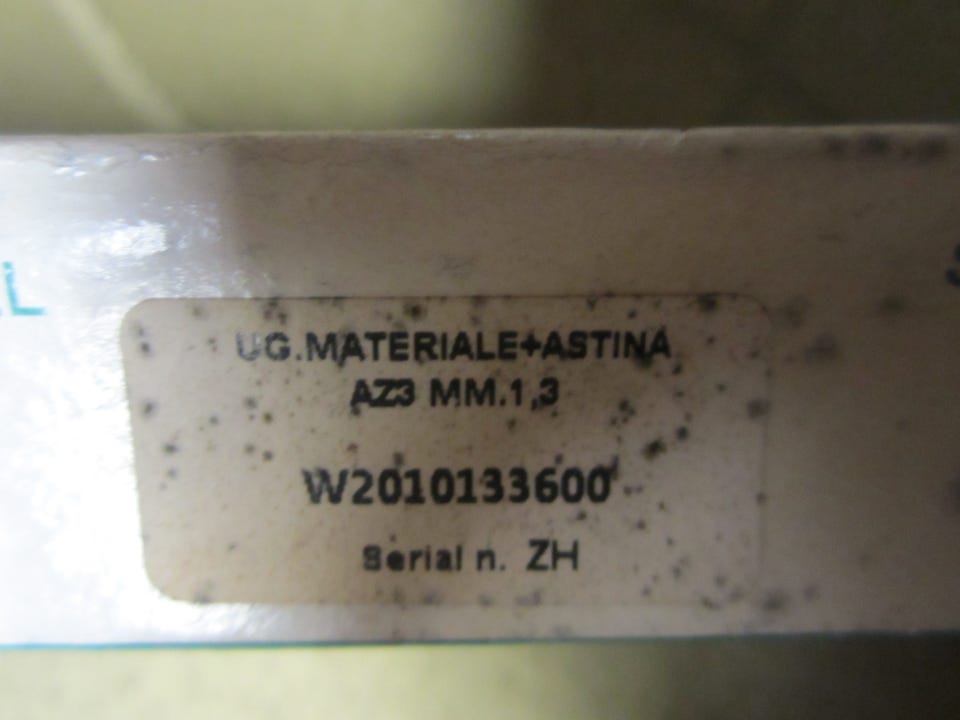 UG.MATERIALE+ASTINA
AZ3 MM.1,3
W2010133600
Serial n. ZH